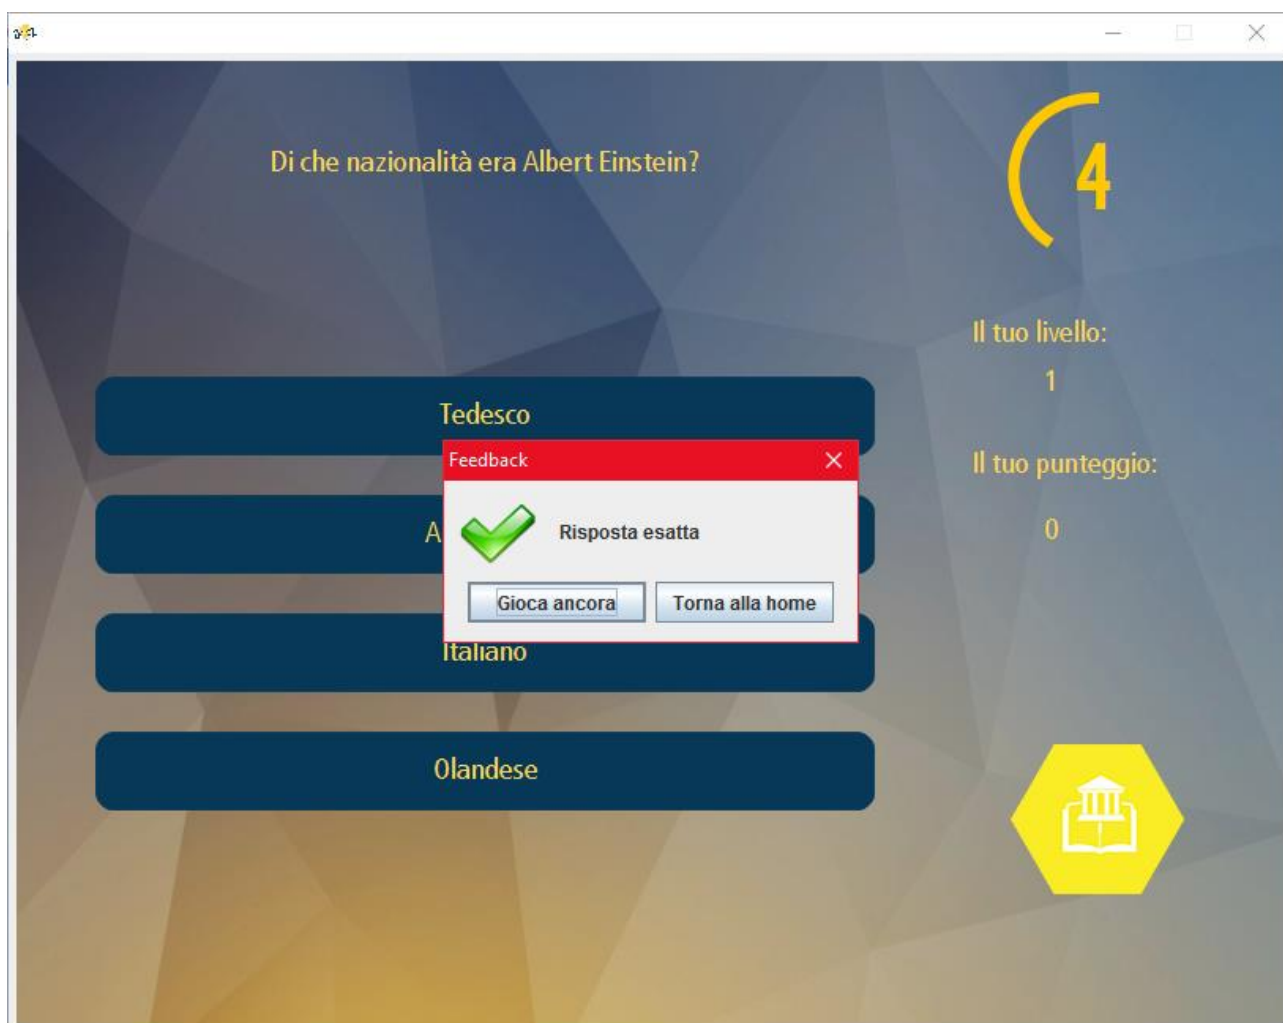 Di che nazionalità era Albert Einstein?
4
Il tuo livello:
1
Il tuo punteggio:
0
Tedesco
Feedback
Risposta esatta
Gioca ancora
Torna alla home
Italiano
Olandese